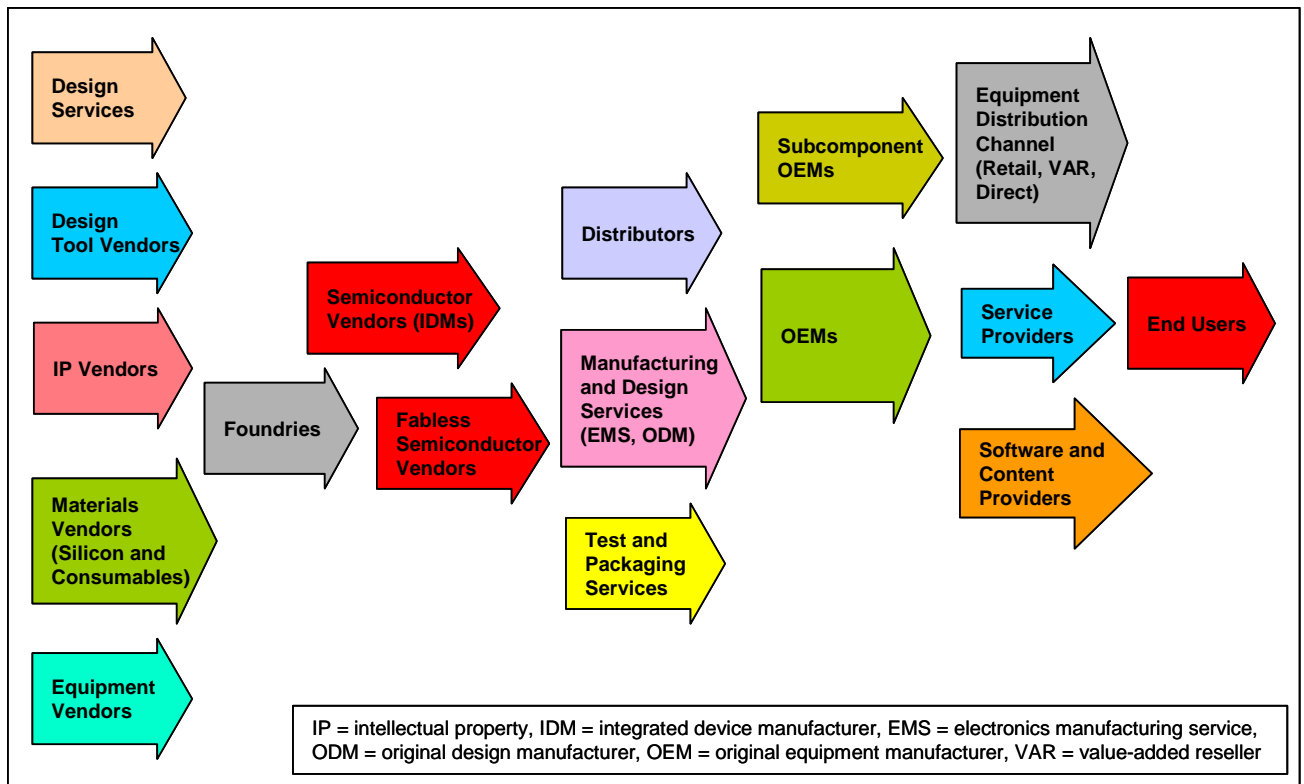 Design
Services
Design
Tool Vendors
IP Vendors
Materials
Vendors
(Silicon and
Consumables)
Equipment
Vendors
Foundries
Semiconductor
Vendors (IDMs)
Fabless
Semiconductor
Vendors
Distributors
Manufacturing
and Design
Services
(EMS, ODM)
Test and
Packaging
Services
Subcomponent
OEMs
OEMs
Equipment
Distribution
Channel
(Retail, VAR,
Direct)
Service
Providers
Software and
Content
Providers
End Users
IP = intellectual property, IDM = integrated device manufacturer, EMS = electronics manufacturing service,
ODM = original design manufacturer, OEM = original equipment manufacturer, VAR = value-added reseller